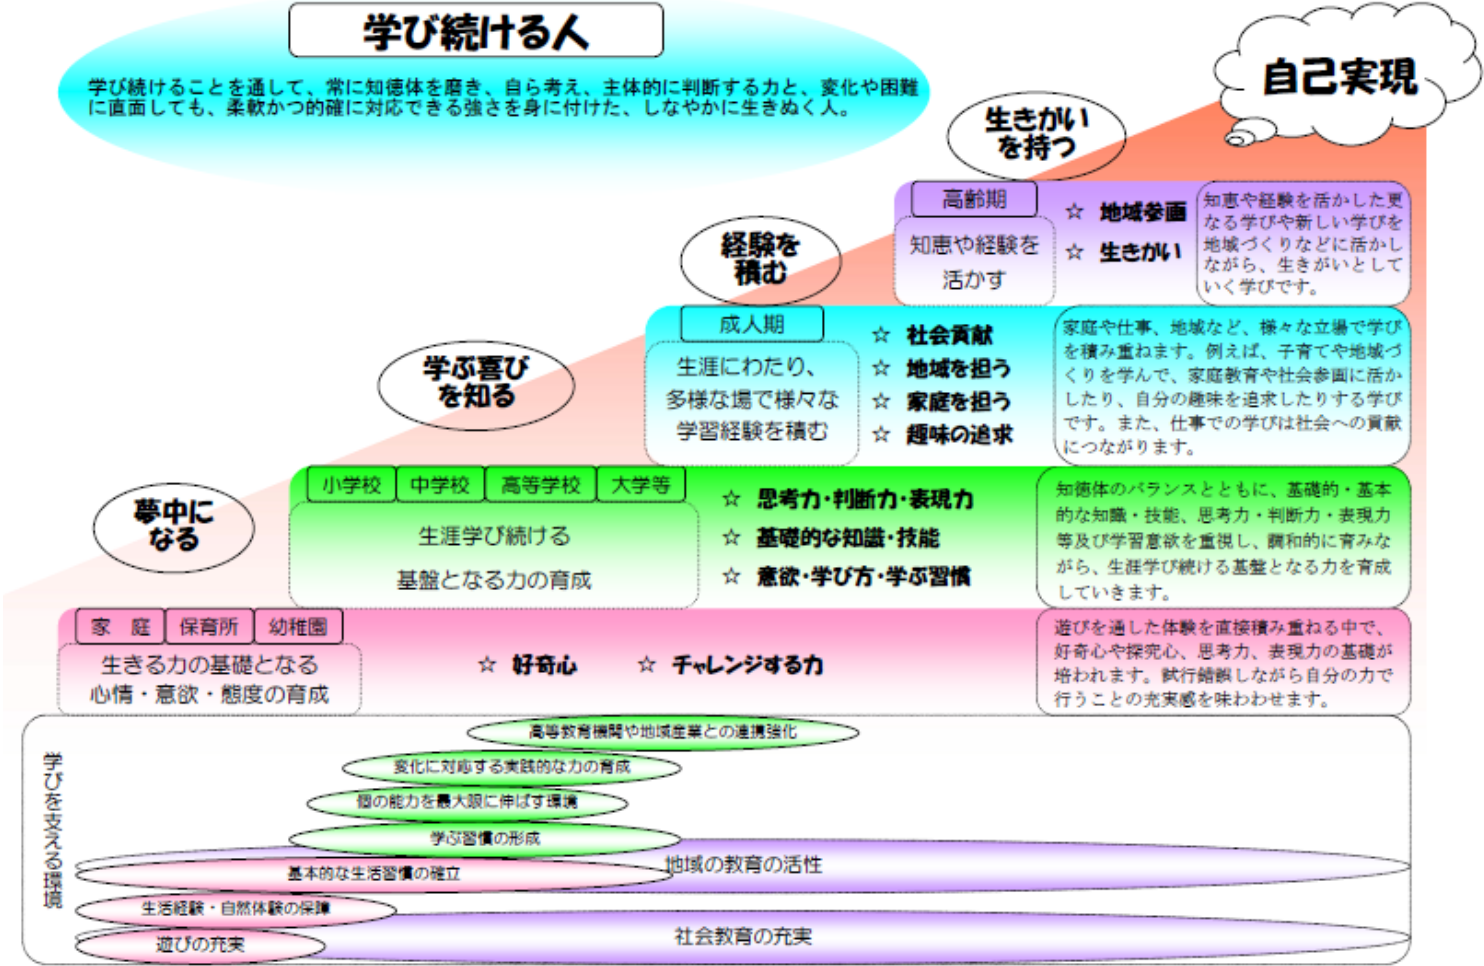 学び続ける人
学び続けることを通して、常に知徳体を磨き、自ら考え、主体的に判断する力と、変化や困難
に直面しても、柔軟かつ的確に対応できる強さを身に付けた、しなやかに生きぬく人。
自己実現
生きがい
を持つ
高齢期
知恵や経験を
活かす
☆ 地域参画
☆ 生きがい
知恵や経験を活かした更
なる学びや新しい学びを
地域づくりなどに活かし
ながら、生きがいとして
いく学びです。
経験を
積む
成人期
生涯にわたり、
多様な場で様々な
学習経験を積む
☆ 社会貢献
☆ 地域を担う
☆ 家庭を担う
☆ 趣味の追求
家庭や仕事、地域など、様々な立場で学び
を積み重ねます。例えば、子育てや地域づ
くりを学んで、家庭教育や社会参画に活か
したり、自分の趣味を追求したりする学び
です。また、仕事での学びは社会への貢献
につながります。
学ぶ喜び
を知る
小学校 中学校 高等学校 大学等
生涯学び続ける
基盤となる力の育成
☆ 思考力・判断力・表現力
☆ 基礎的な知識・技能
☆ 意欲・学び方・学ぶ習慣
知徳体のバランスとともに、基礎的・基本
的な知識・技能、思考力・判断力・表現力
等及び学習意欲を重視し、調和的に育みな
がら、生涯学び続ける基盤となる力を育成
していきます。
夢中に
なる
家 庭 保育所 幼稚園
生きる力の基礎となる
心情・意欲・態度の育成
☆ 好奇心 ☆ チャレンジする力
遊びを通した体験を直接積み重ねる中で、
好奇心や探究心、思考力、表現力の基礎が
培われます。試行錯誤しながら自分の力で
行うことの充実感を味わわせます。
学びを支える環境
高等教育機関や地域産業との連携強化
変化に対応する実践的な力の育成
個の能力を最大限に伸ばす環境
学ぶ習慣の形成
地域の教育の活性
基本的な生活習慣の確立
生活経験・自然体験の保障
社会教育の充実
遊びの充実